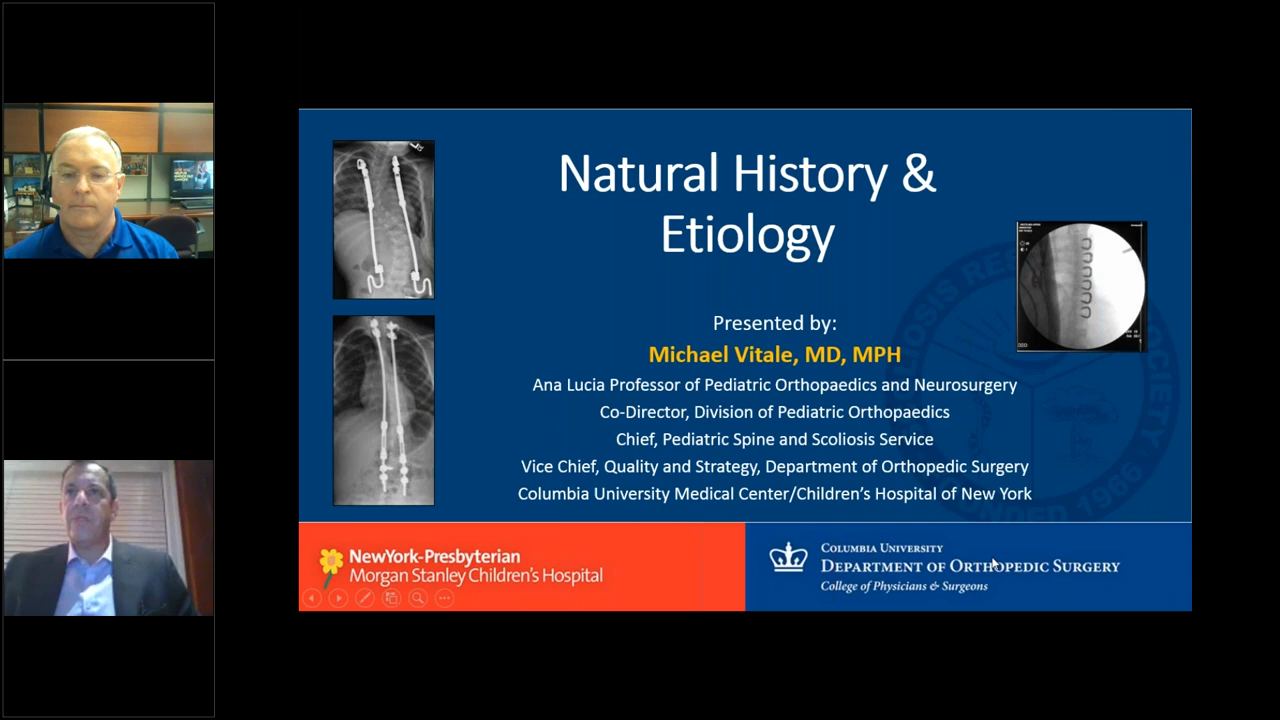 Natural History &
Etiology
Presented by:
Michael Vitale, MD, MPH
Ana Lucia Professor of Pediatric Orthopaedics and Neurosurgery
Co-Director, Division of Pediatric Orthopaedics
Chief, Pediatric Spine and Scoliosis Service
Vice Chief, Quality and Strategy, Department of Orthopedic Surgery
Columbia University Medical Center/Children's Hospital of New York
FOUNDED 1966
NewYork-Presbyterian
Morgan Stanley Children's Hospital
COLUMBIA UNIVERSITY
DEPARTMENT OF ORTHOPEDIC SURGERY
College of Physicians & Surgeons